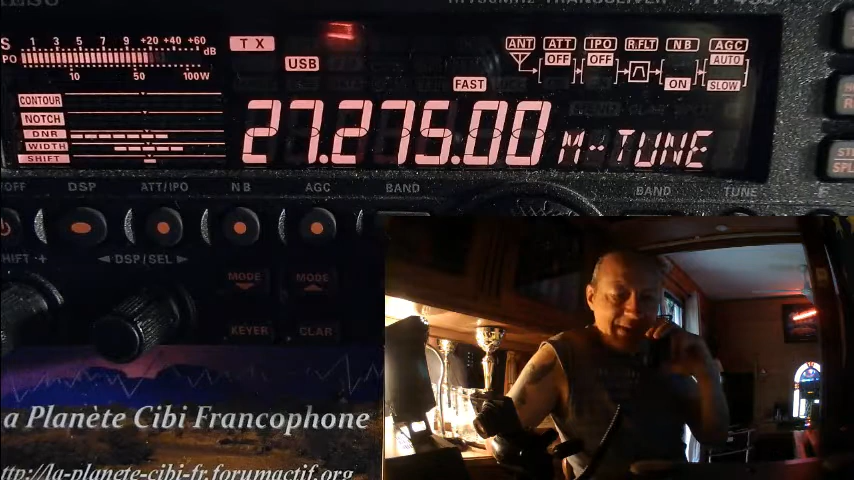 S 1 3 5 7 9 +20 +40 +60 dB
PO 10 50 100W
TX
USB
FAST
ANT ATT IPO R.FLT NB AGC
OFF OFF AUTO
ON SLOW
CONTOUR
NOTCH
DNR
WIDTH
SHIFT
27.275.00 M-TUNE
/OFF DSP ATT/IPO NB AGC BAND BAND TUNE
SHIFT ◄DSP/SEL►
MODE MODE
KEYER CLAR
a Planète Cibi Francophone
ttp://la-planete-cibi-fr.forumactif.org